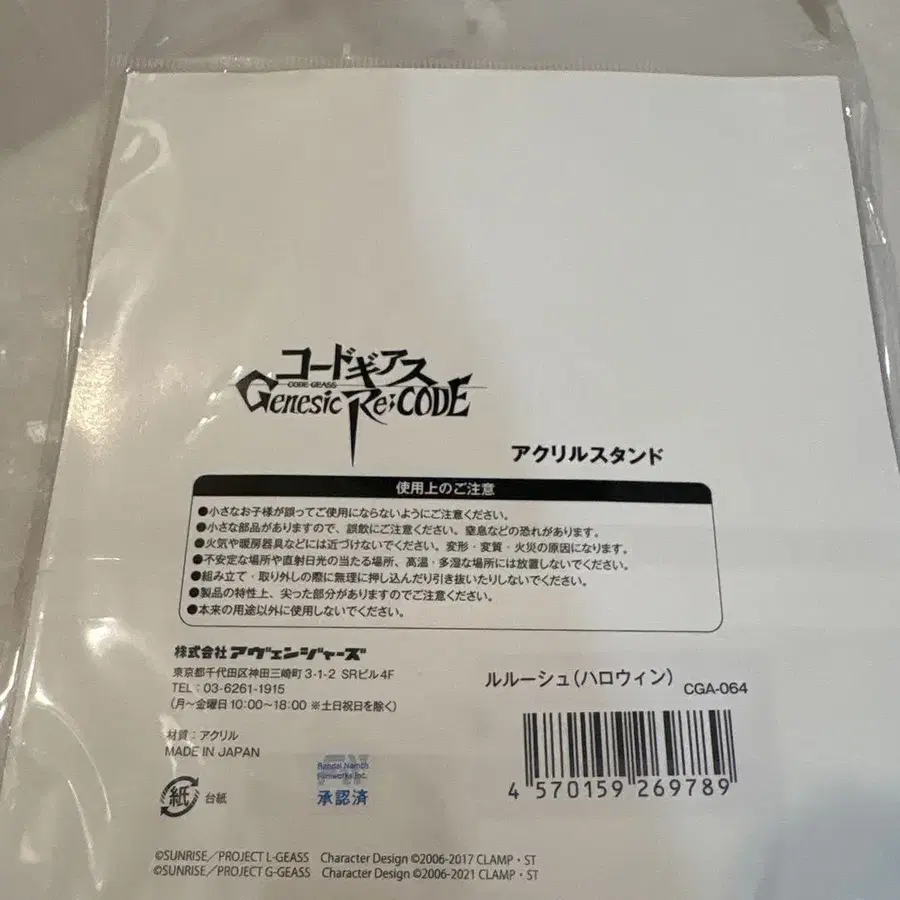 コードギアス
CODE GEASS
Genesic Re;CODE
アクリルスタンド
使用上のご注意
●小さなお子様が誤ってご使用にならないようにご注意ください。
●小さな部品がありますので、誤飲にご注意ください。窒息などの恐れがあります。
●火気や暖房器具などには近づけないでください。変形・変質・火災の原因になります。
●不安定な場所や直射日光の当たる場所、高温・多湿な場所には放置しないでください。
●組み立て・取り外しの際に無理に押し込んだり引き抜いたりしないでください。
●製品の特性上、尖った部分がありますのでご注意ください。
●本来の用途以外に使用しないでください。
株式会社アヴェンジャーズ
東京都千代田区神田三崎町3-1-2 SRビル4F
TEL：03-6261-1915
(月〜金曜日10:00〜18:00 ※土日祝日を除く)
ルルーシュ(ハロウィン) CGA-064
材質：アクリル
MADE IN JAPAN
紙 台紙
Bandai Namco
Filmworks Inc.
承認済
4 570159 269789
©SUNRISE／PROJECT L-GEASS Character Design ©2006-2017 CLAMP・ST
©SUNRISE／PROJECT G-GEASS Character Design ©2006-2021 CLAMP・ST